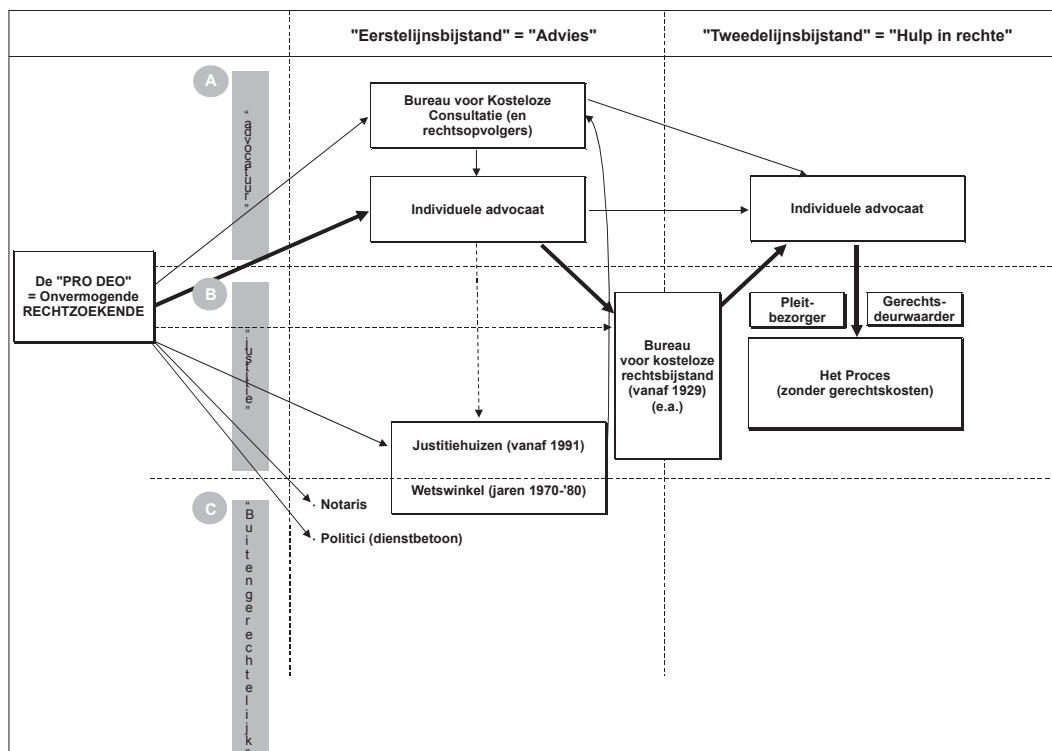 "Eerstelijnsbijstand" = "Advies"
"Tweedelijnsbijstand" = "Hulp in rechte"
A
"advocatuur"
Bureau voor Kosteloze
Consultatie (en
rechtsopvolgers)
Individuele advocaat
Individuele advocaat
De "PRO DEO"
= Onvermogende
RECHTZOEKENDE
B
"justitie"
Bureau
voor kosteloze
rechtsbijstand
(vanaf 1929)
(e.a.)
Pleit-
bezorger
Gerechts-
deurwaarder
Het Proces
(zonder gerechtskosten)
Justitiehuizen (vanaf 1991)
Wetswinkel (jaren 1970-'80)
C
"Buitengerechtelijk"
· Notaris
· Politici (dienstbetoon)